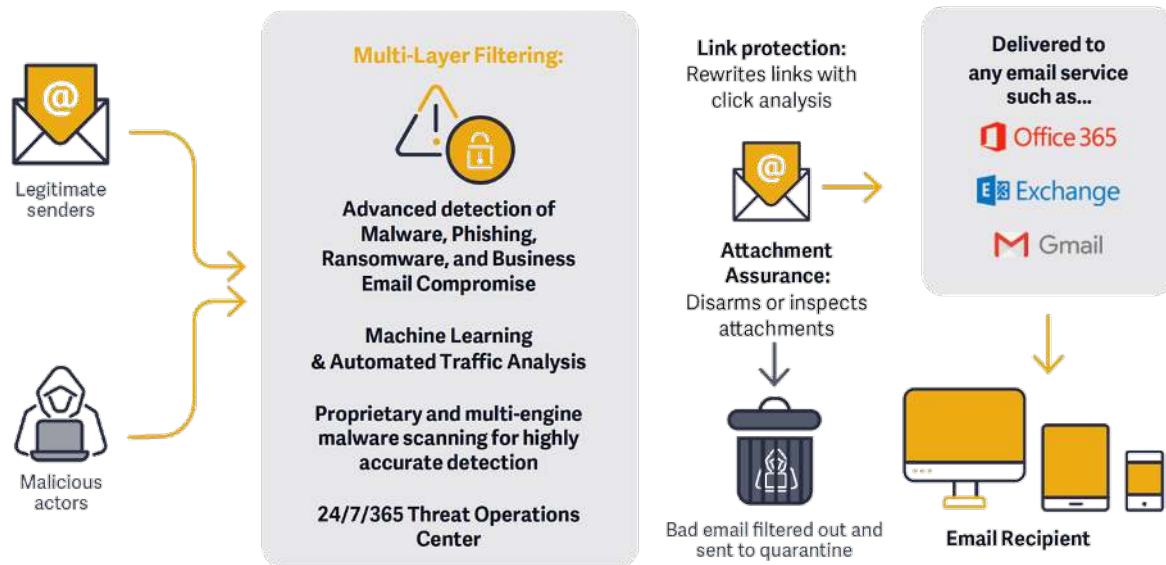 @
Legitimate
senders
Malicious
actors
Multi-Layer Filtering:
Advanced detection of
Malware, Phishing,
Ransomware, and Business
Email Compromise
Machine Learning
& Automated Traffic Analysis
Proprietary and multi-engine
malware scanning for highly
accurate detection
24/7/365 Threat Operations
Center
Link protection:
Rewrites links with
click analysis
@
Attachment
Assurance:
Disarms or inspects
attachments
Bad email filtered out and
sent to quarantine
Delivered to
any email service
such as...
Office 365
E Exchange
Gmail
Email Recipient